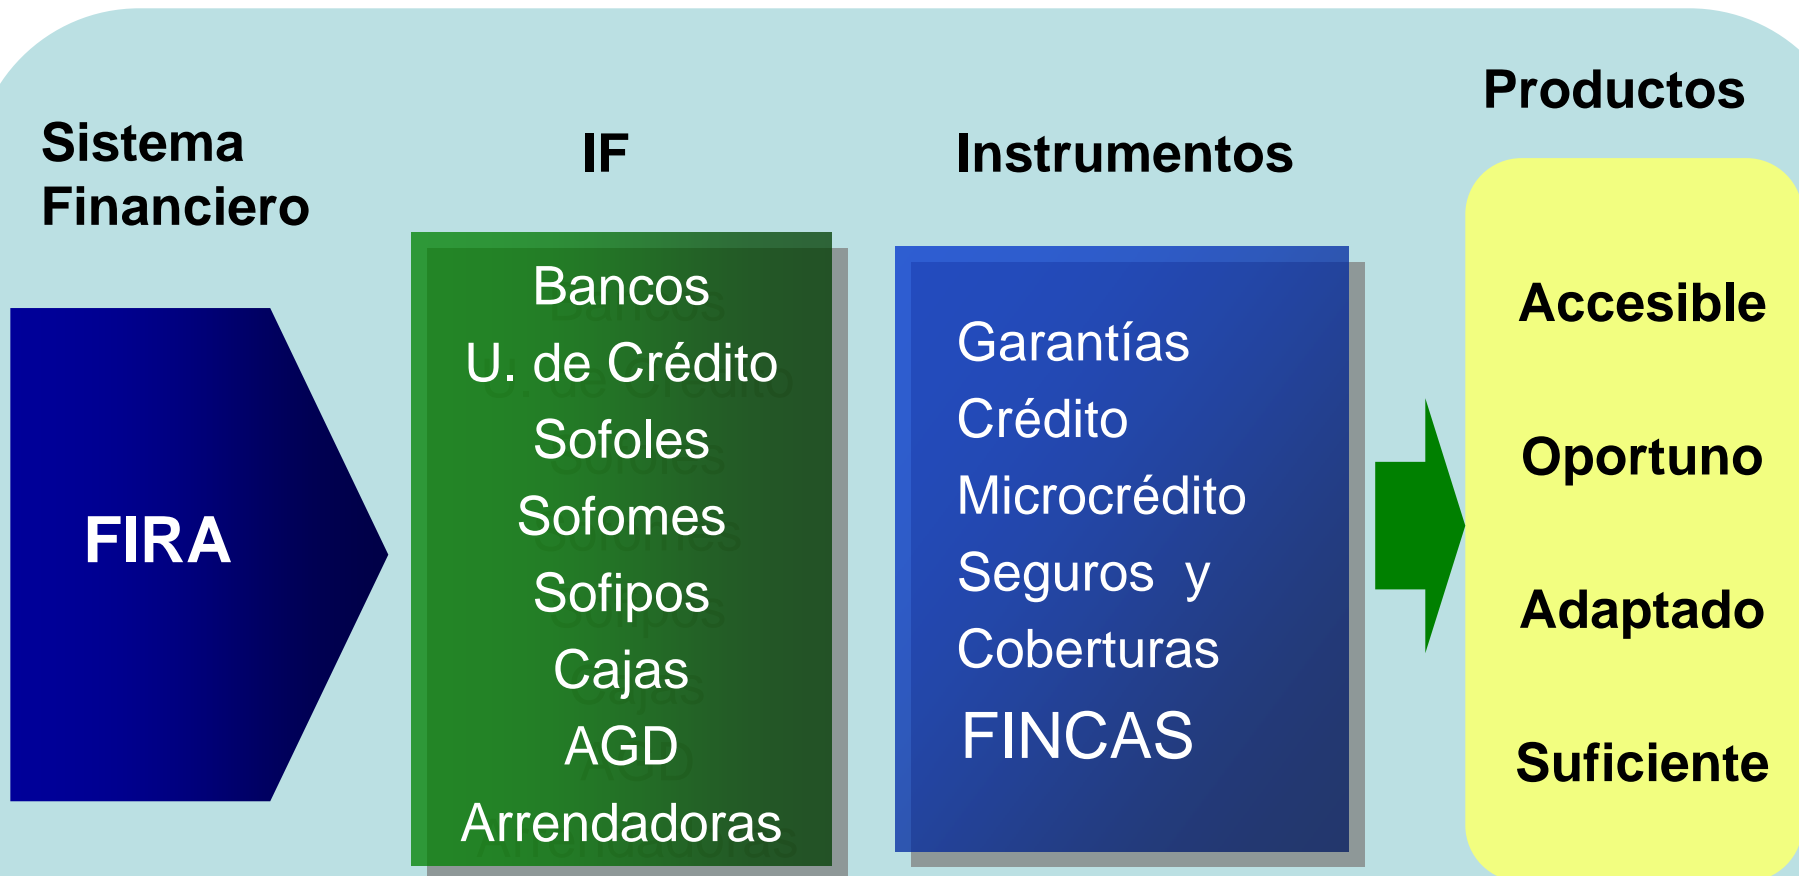 Sistema
Financiero
FIRA
IF
Bancos
U. de Crédito
Sofoles
Sofomes
Sofipos
Cajas
AGD
Arrendadoras
Instrumentos
Garantías
Crédito
Microcrédito
Seguros y
Coberturas
FINCAS
Productos
Accesible
Oportuno
Adaptado
Suficiente